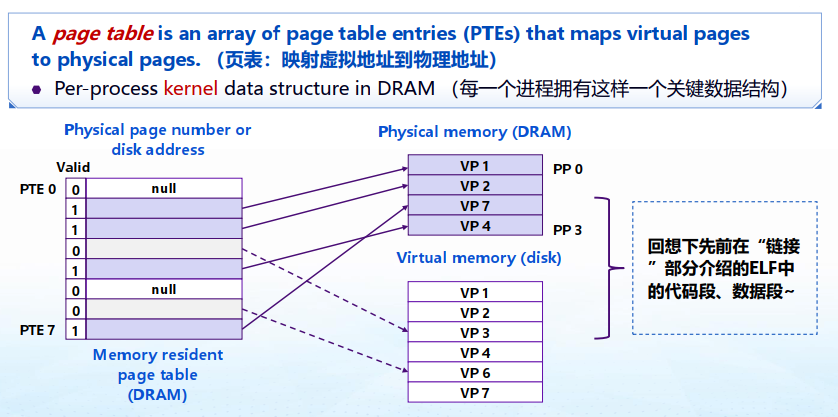 A page table is an array of page table entries (PTEs) that maps virtual pages
to physical pages. （页表：映射虚拟地址到物理地址）
Per-process kernel data structure in DRAM （每一个进程拥有这样一个关键数据结构）
Physical page number or
disk address
Valid
PTE 0
0
null
1
1
0
1
0
null
0
PTE 7
1
Memory resident
page table
(DRAM)
Physical memory (DRAM)
VP 1
PP 0
VP 2
VP 7
VP 4
PP 3
Virtual memory (disk)
VP 1
VP 2
VP 3
VP 4
VP 6
VP 7
回想下先前在“链接
”部分介绍的ELF中
的代码段、数据段~